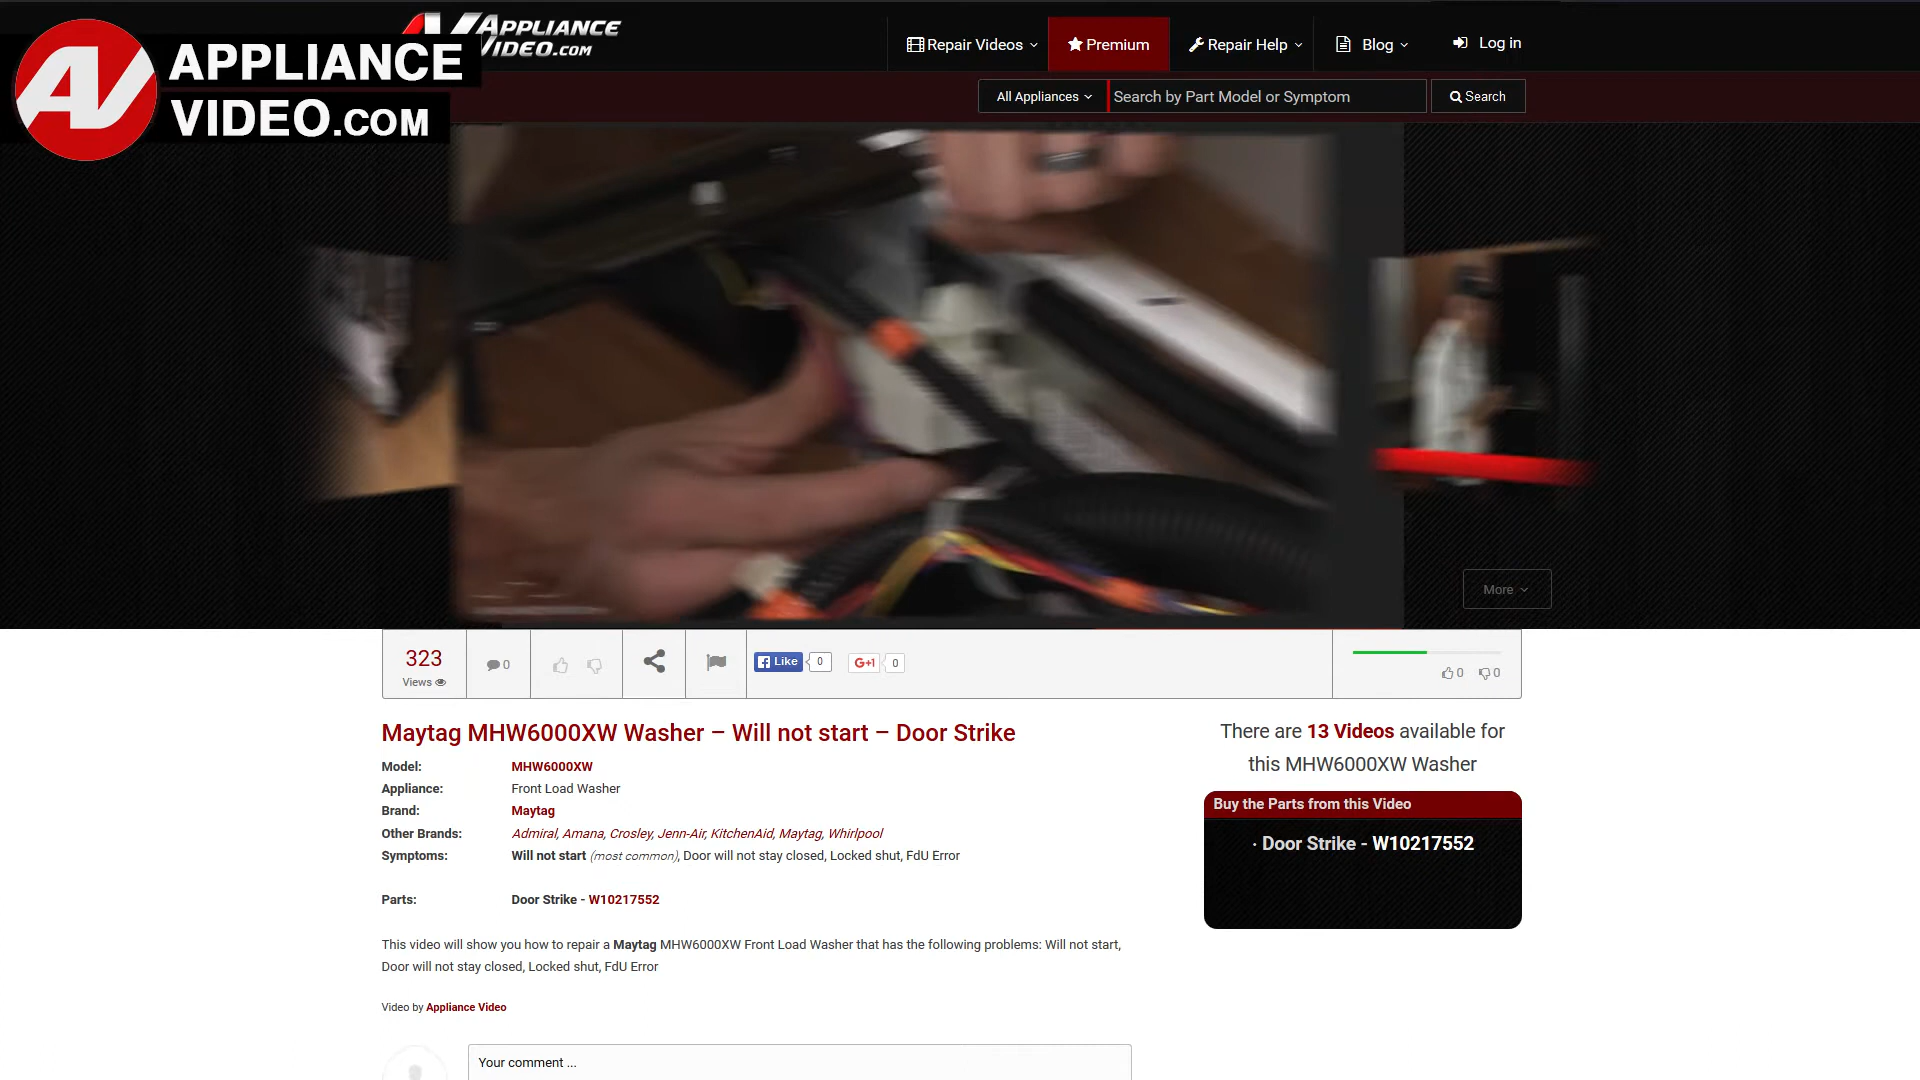 APPLIANCE
VIDEO.COM
APPLIANCE
VIDEO.COM
Repair Videos
Premium
Repair Help
Blog
Log in
All Appliances
Search by Part Model or Symptom
Search
More
323
Views
0
Like
0
G+1
0
0
0
Maytag MHW6000XW Washer – Will not start – Door Strike
Model: MHW6000XW
Appliance: Front Load Washer
Brand: Maytag
Other Brands: Admiral, Amana, Crosley, Jenn-Air, KitchenAid, Maytag, Whirlpool
Symptoms: Will not start (most common), Door will not stay closed, Locked shut, FdU Error
Parts: Door Strike - W10217552
This video will show you how to repair a Maytag MHW6000XW Front Load Washer that has the following problems: Will not start,
Door will not stay closed, Locked shut, FdU Error
Video by Appliance Video
Your comment ...
There are 13 Videos available for
this MHW6000XW Washer
Buy the Parts from this Video
· Door Strike - W10217552